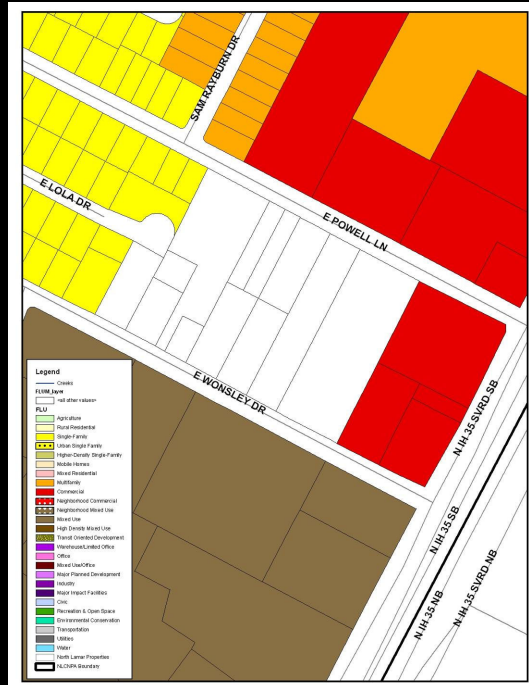 SAM RAYBURN DR
E LOLA DR
E POWELL LN
E WONSLEY DR
N IH 35 SVRD SB
N IH 35 SB
N IH 35 NB
N IH 35 SVRD NB
Legend
Creeks
FLUM_layer
<all other values>
FLU
Agriculture
Rural Residential
Single-Family
Urban Single Family
Higher-Density Single-Family
Mobile Homes
Mixed Residential
Multifamily
Commercial
Neighborhood Commercial
Neighborhood Mixed Use
Mixed Use
High Density Mixed Use
Transit Oriented Development
Warehouse/Limited Office
Office
Mixed Use/Office
Major Planned Development
Industry
Major Impact Facilities
Civic
Recreation & Open Space
Environmental Conservation
Transportation
Utilities
Water
North Lamar Properties
NLCNPA Boundary